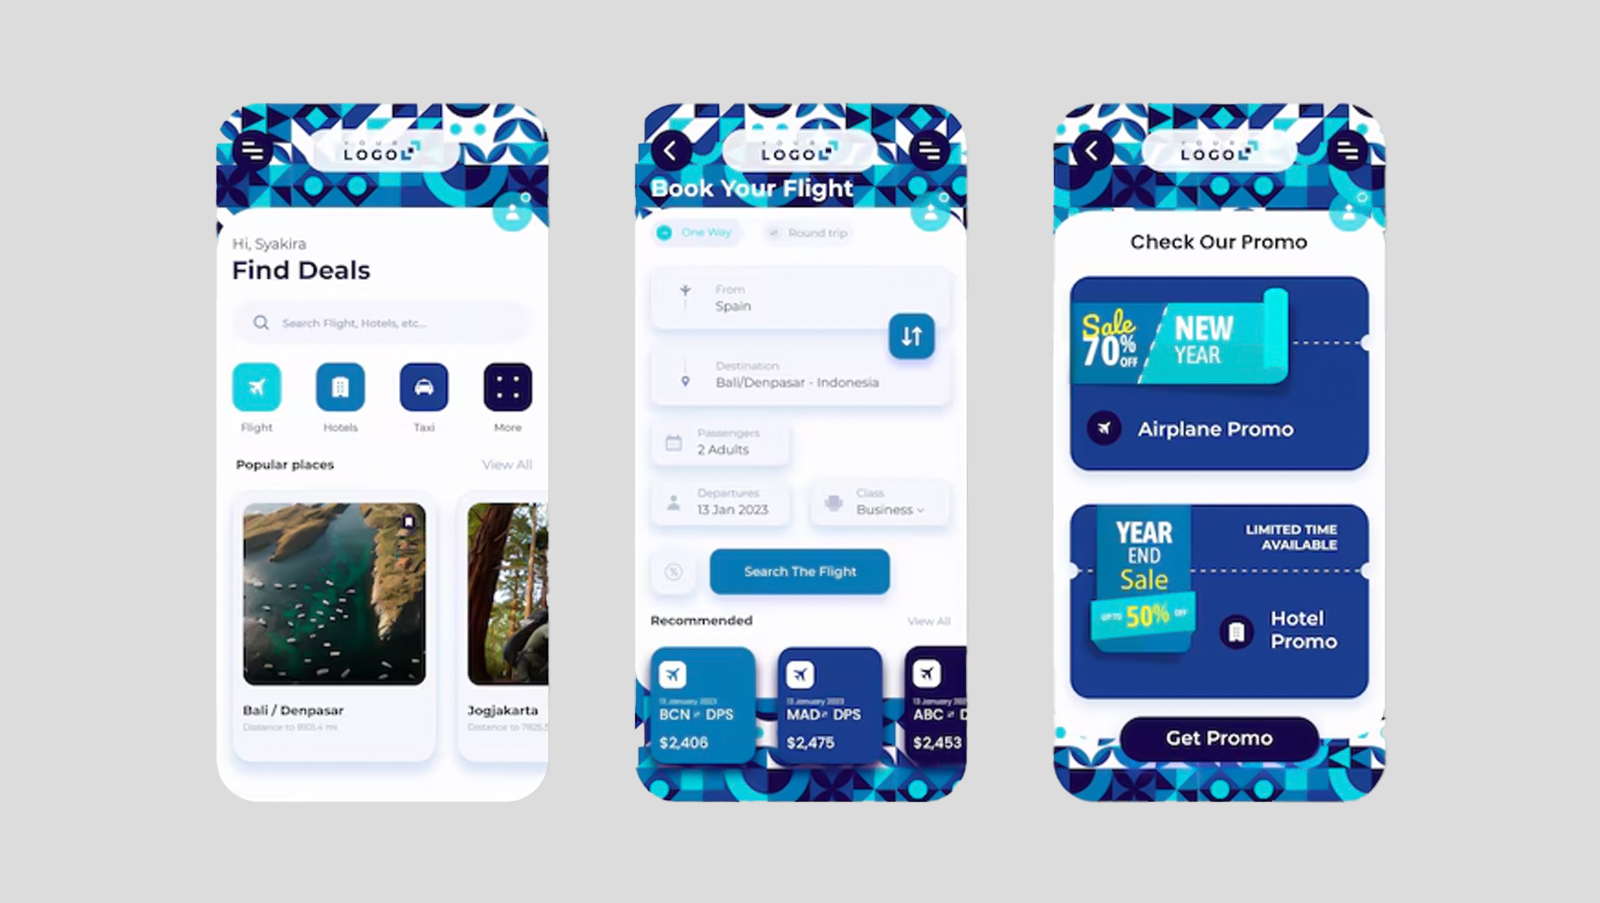 YOUR
LOGO
Hi, Syakira
Find Deals
Search Flight, Hotels, etc...
Flight
Hotels
Taxi
More
Popular places
View All
Bali / Denpasar
Distance to 8103.4 mi
Jogjakarta
Distance to
YOUR
LOGO
Book Your Flight
One Way
Round trip
From
Spain
Destination
Bali/Denpasar - Indonesia
Passengers
2 Adults
Departures
13 Jan 2023
Class
Business
Search The Flight
Recommended
View All
13 January 2023
BCN DPS
$2,406
13 January 2023
MAD DPS
$2,475
13 January 2023
ABC D
$2,453
YOUR
LOGO
Check Our Promo
Sale
70% OFF
NEW
YEAR
Airplane Promo
YEAR
END
Sale
UP TO 50% OFF
LIMITED TIME
AVAILABLE
Hotel
Promo
Get Promo